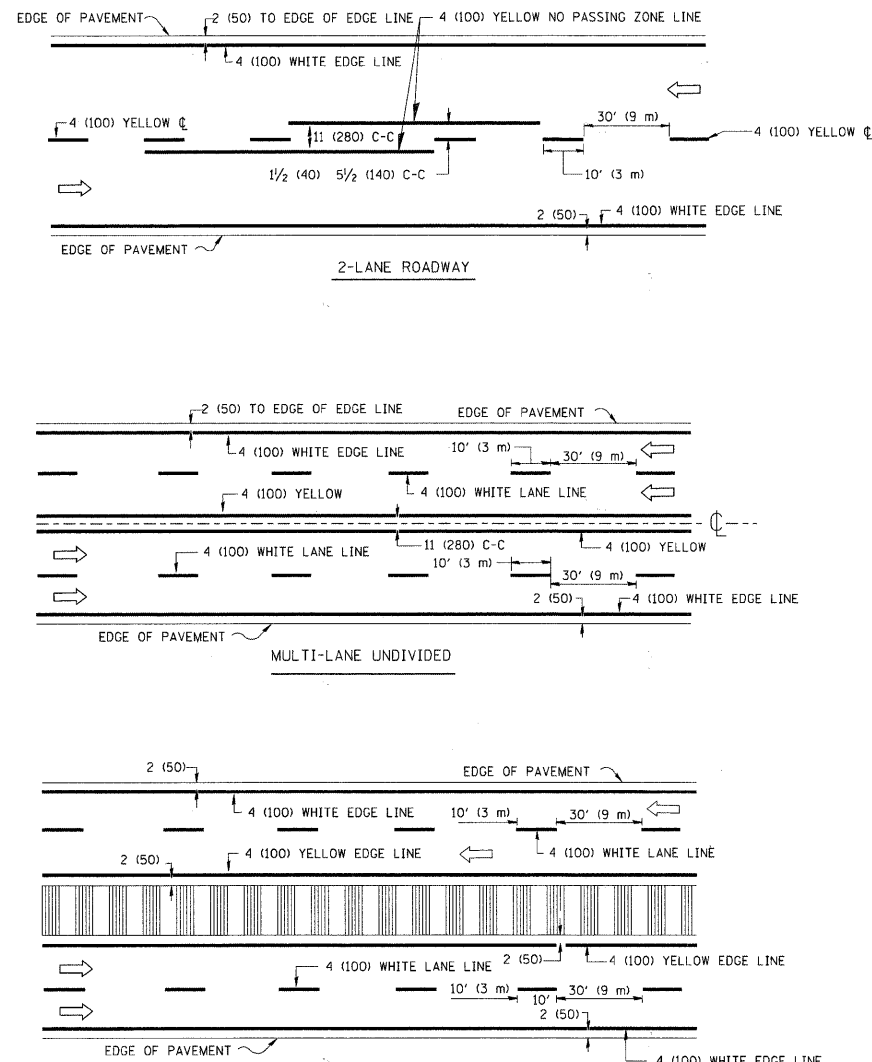 EDGE OF PAVEMENT
2 (50) TO EDGE OF EDGE LINE
4 (100) YELLOW NO PASSING ZONE LINE
4 (100) WHITE EDGE LINE
4 (100) YELLOW ℄
11 (280) C-C
30' (9 m)
4 (100) YELLOW ℄
1½ (40) 5½ (140) C-C
10' (3 m)
2 (50)
4 (100) WHITE EDGE LINE
EDGE OF PAVEMENT
2-LANE ROADWAY
2 (50) TO EDGE OF EDGE LINE
EDGE OF PAVEMENT
4 (100) WHITE EDGE LINE
10' (3 m)
30' (9 m)
4 (100) YELLOW
4 (100) WHITE LANE LINE
℄
4 (100) WHITE LANE LINE
11 (280) C-C
4 (100) YELLOW
10' (3 m)
30' (9 m)
2 (50)
4 (100) WHITE EDGE LINE
EDGE OF PAVEMENT
MULTI-LANE UNDIVIDED
2 (50)
EDGE OF PAVEMENT
4 (100) WHITE EDGE LINE
10' (3 m)
30' (9 m)
2 (50)
4 (100) YELLOW EDGE LINE
4 (100) WHITE LANE LINE
4 (100) WHITE LANE LINE
2 (50)
4 (100) YELLOW EDGE LINE
10' (3 m)
10'
30' (9 m)
2 (50)
EDGE OF PAVEMENT
4 (100) WHITE EDGE LINE